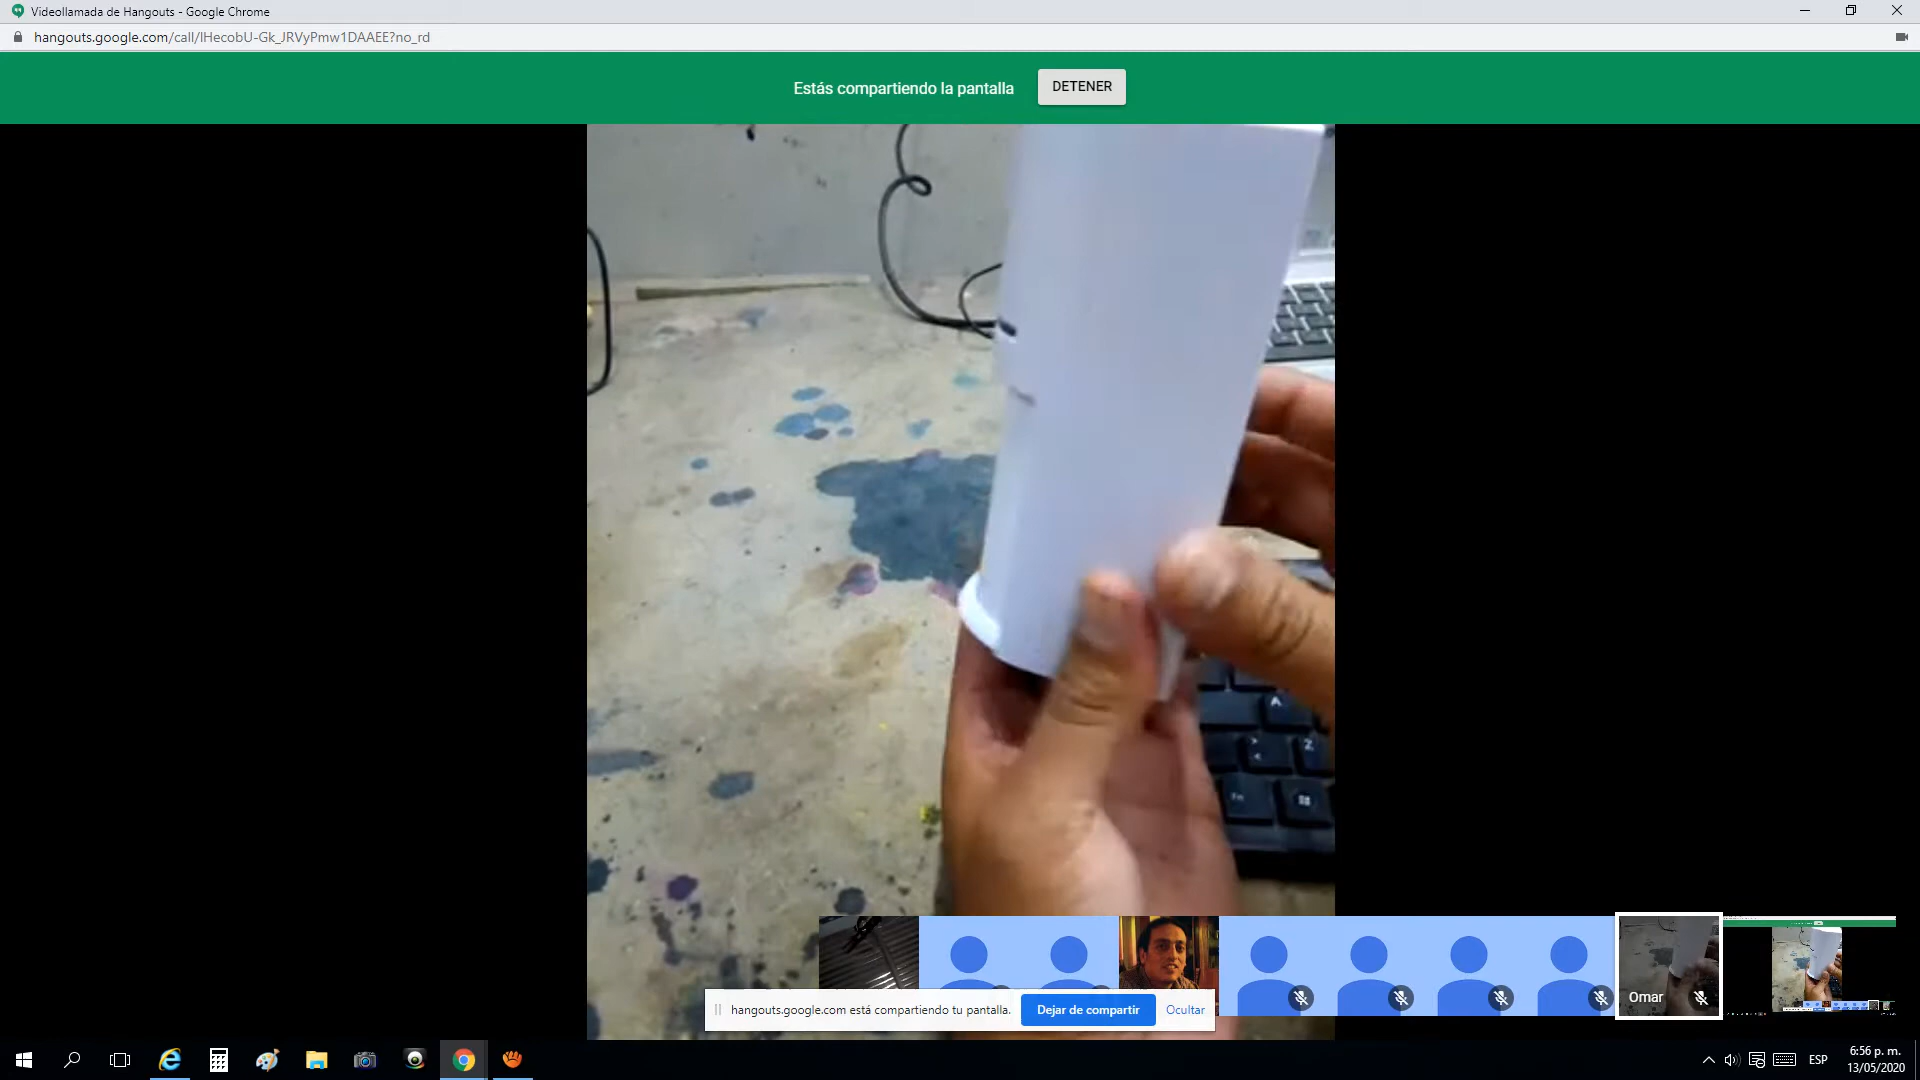 Videollamada de Hangouts - Google Chrome
hangouts.google.com/call/lHecobU-Gk_JRVyPmw1DAAEE?no_rd
Estás compartiendo la pantalla
DETENER
A
>
<
Z
Fn
Omar
hangouts.google.com está compartiendo tu pantalla.
Dejar de compartir
Ocultar
ESP
6:56 p. m.
13/05/2020